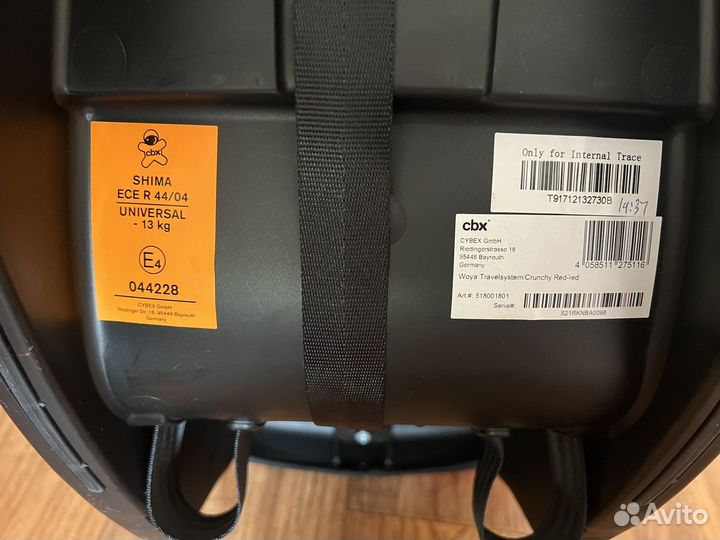 cbx
SHIMA
ECE R 44/04
UNIVERSAL
- 13 kg
E4
044228
CYBEX GmbH
Riedinger Str. 18, 95448 Bayreuth
Germany
Only for Internal Trace
T91712132730B
19:37
cbx
CYBEX GmbH
Riedingerstrasse 18
95448 Bayreuth
Germany
4 058511 275116
Woya Travelsystem/Crunchy Red-red
Art #: 518001801
Serial#:
S21RKNBA0098
Avito